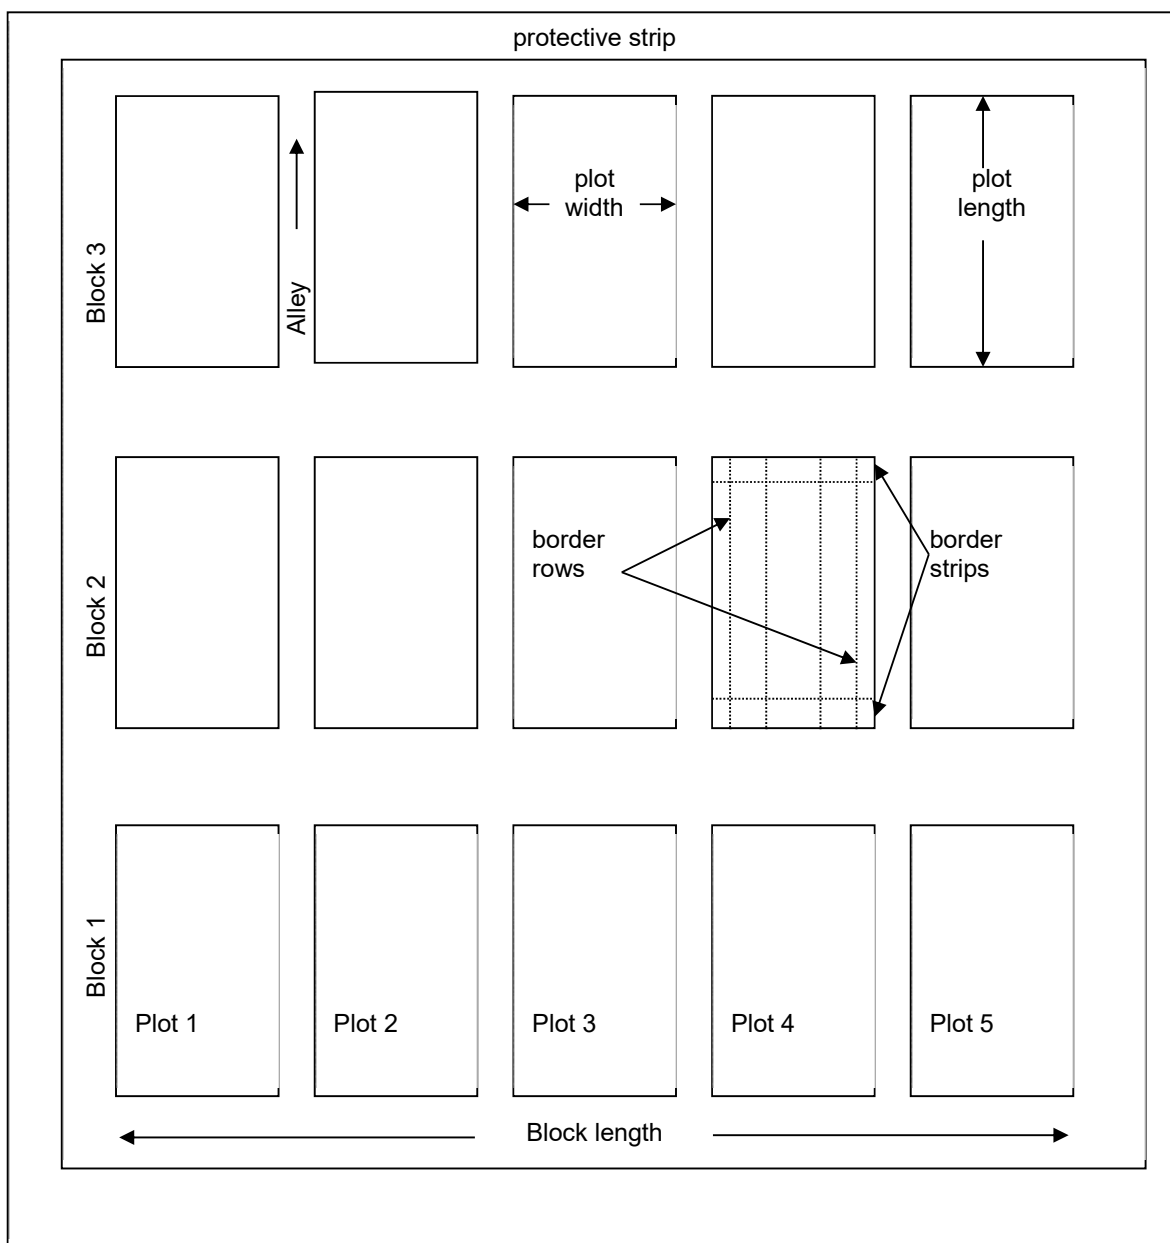 protective strip
Block 3
Alley
plot
width
plot
length
Block 2
border
rows
border
strips
Block 1
Plot 1
Plot 2
Plot 3
Plot 4
Plot 5
Block length